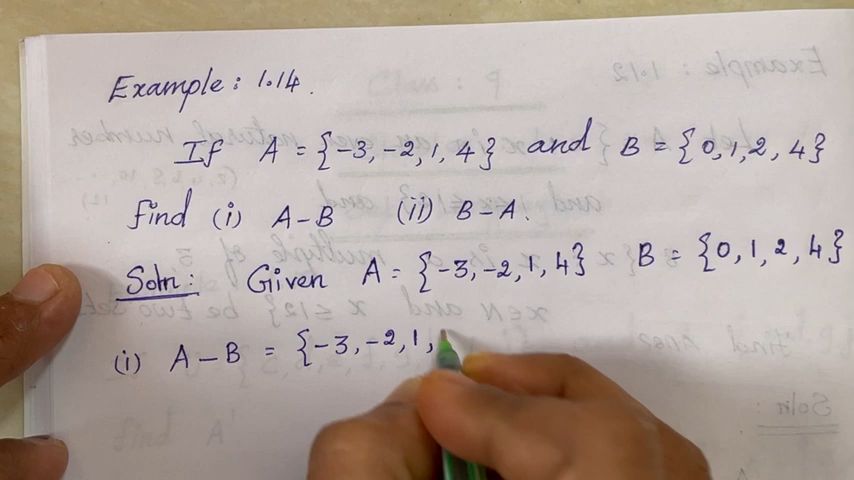 Example: 1.14.
If A = {-3, -2, 1, 4} and B = {0, 1, 2, 4}
find (i) A-B (ii) B-A.
Soln: Given A = {-3, -2, 1, 4} B = {0, 1, 2, 4}
(i) A-B = {-3, -2, 1,